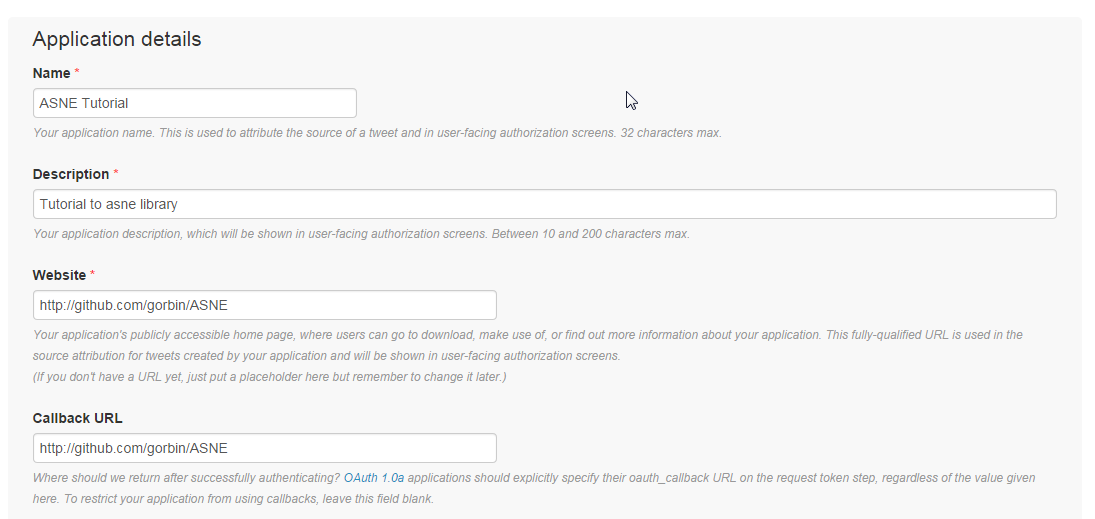 Application details
Name *
ASNE Tutorial
Your application name. This is used to attribute the source of a tweet and in user-facing authorization screens. 32 characters max.
Description *
Tutorial to asne library
Your application description, which will be shown in user-facing authorization screens. Between 10 and 200 characters max.
Website *
http://github.com/gorbin/ASNE
Your application's publicly accessible home page, where users can go to download, make use of, or find out more information about your application. This fully-qualified URL is used in the
source attribution for tweets created by your application and will be shown in user-facing authorization screens.
(If you don't have a URL yet, just put a placeholder here but remember to change it later.)
Callback URL
http://github.com/gorbin/ASNE
Where should we return after successfully authenticating? OAuth 1.0a applications should explicitly specify their oauth_callback URL on the request token step, regardless of the value given
here. To restrict your application from using callbacks, leave this field blank.